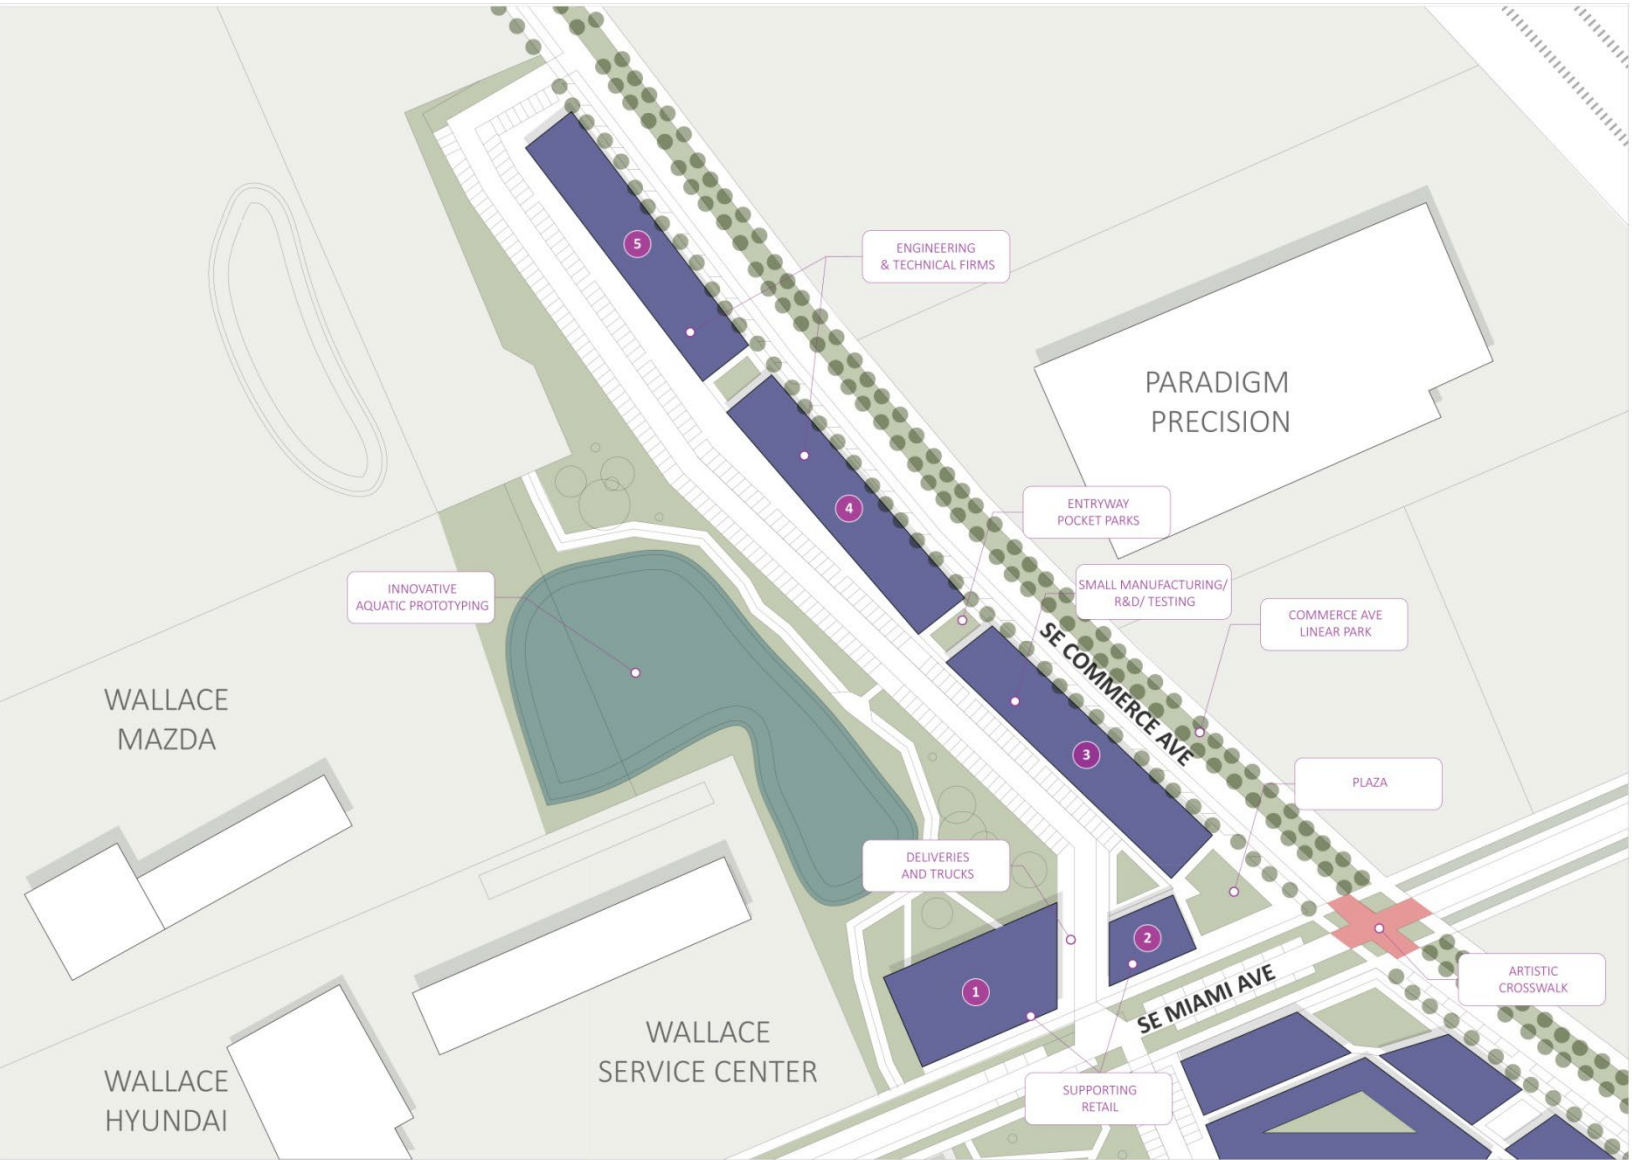 5
ENGINEERING
& TECHNICAL FIRMS
PARADIGM
PRECISION
4
ENTRYWAY
POCKET PARKS
SMALL MANUFACTURING/
R&D/ TESTING
INNOVATIVE
AQUATIC PROTOTYPING
COMMERCE AVE
LINEAR PARK
SE COMMERCE AVE
WALLACE
MAZDA
3
PLAZA
DELIVERIES
AND TRUCKS
2
1
ARTISTIC
CROSSWALK
SE MIAMI AVE
WALLACE
SERVICE CENTER
WALLACE
HYUNDAI
SUPPORTING
RETAIL